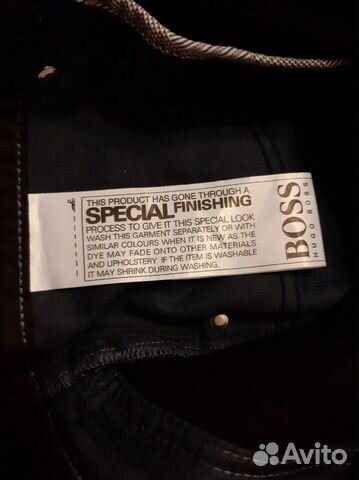 THIS PRODUCT HAS GONE THROUGH A
SPECIAL FINISHING
PROCESS TO GIVE IT THIS SPECIAL LOOK
WASH THIS GARMENT SEPARATELY OR WITH
SIMILAR COLOURS WHEN IT IS NEW AS THE
DYE MAY FADE ONTO OTHER MATERIALS
AND UPHOLSTERY. IF THE ITEM IS WASHABLE
IT MAY SHRINK DURING WASHING.
BOSS
HUGO BOSS
Avito